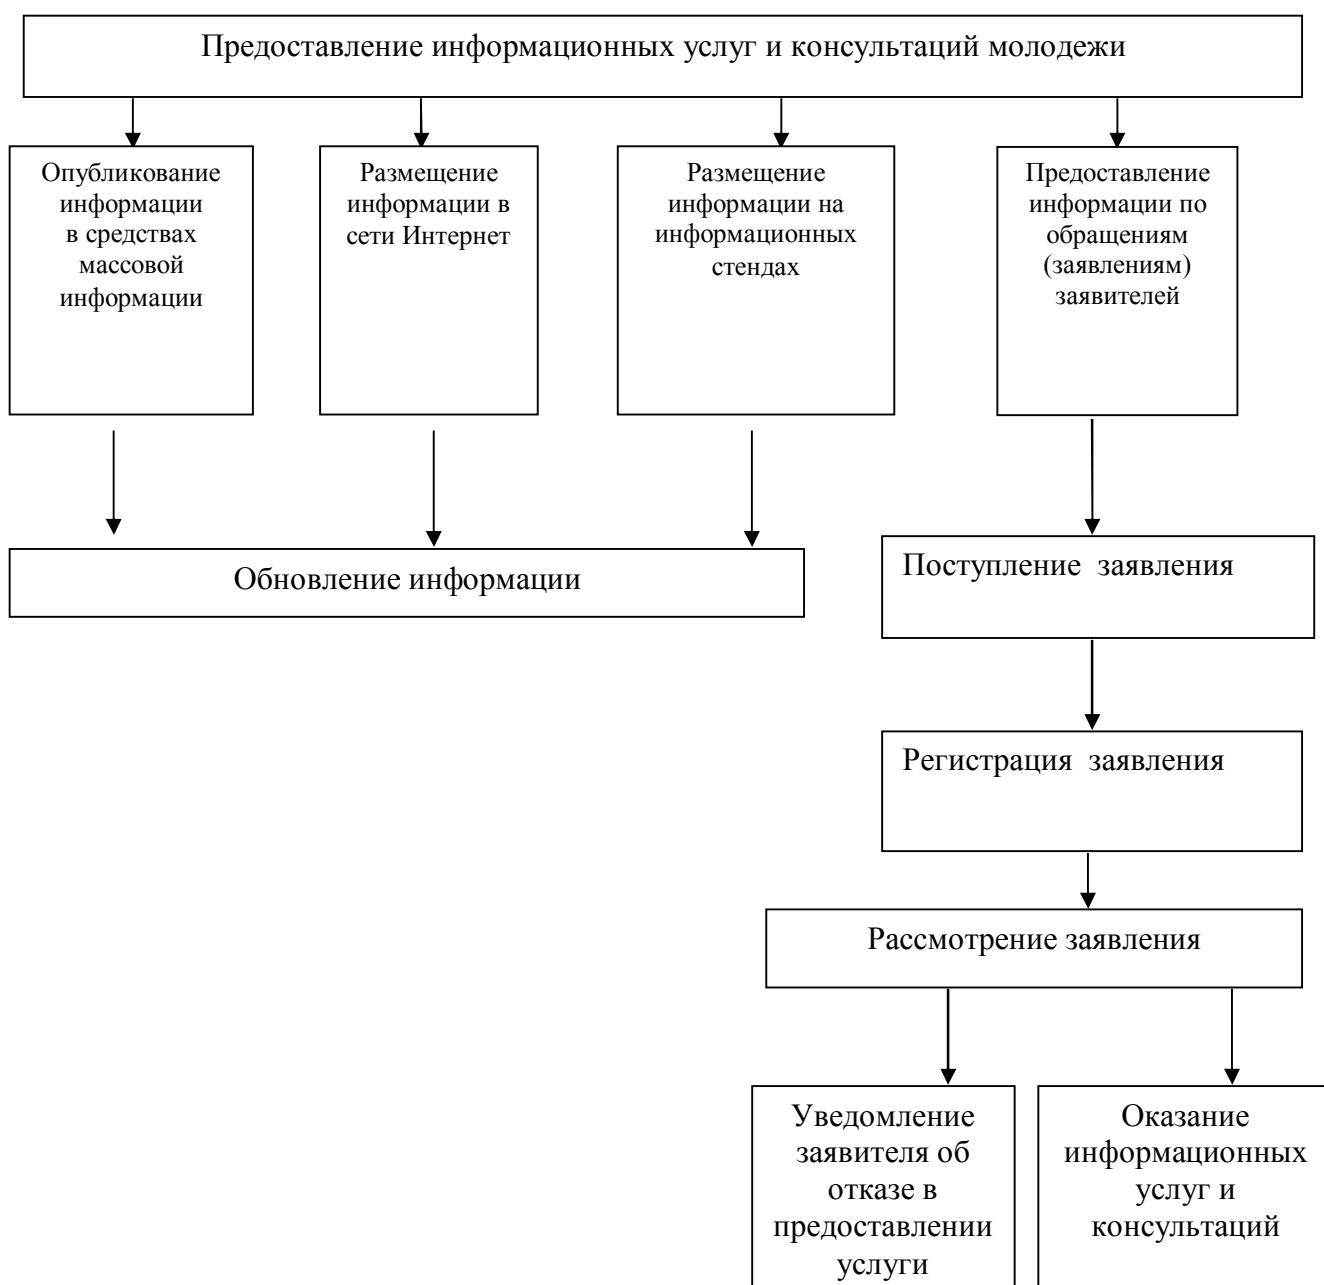 Предоставление информационных услуг и консультаций молодежи
Опубликование
информации
в средствах
массовой
информации
Размещение
информации в
сети Интернет
Размещение
информации на
информационных
стендах
Предоставление
информации по
обращениям
(заявлениям)
заявителей
Обновление информации
Поступление  заявления
Регистрация  заявления
Рассмотрение заявления
Уведомление
заявителя об
отказе в
предоставлении
услуги
Оказание
информационных
услуг и
консультаций